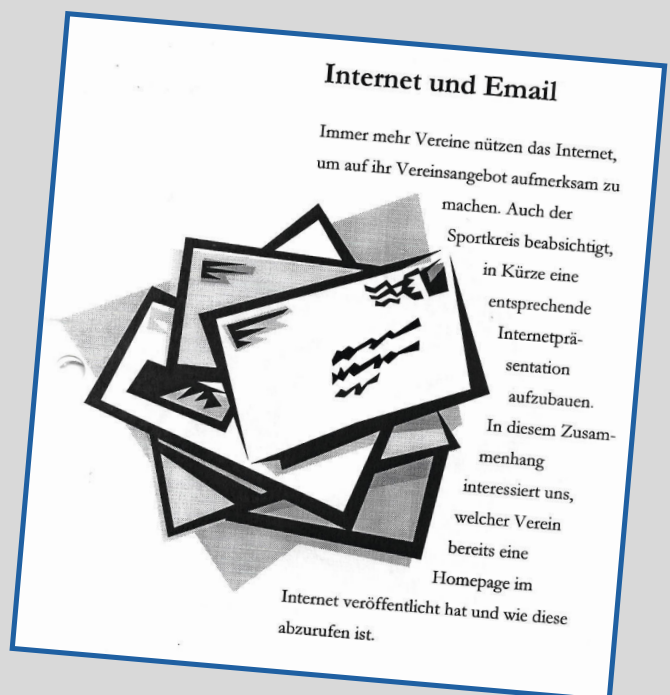 Internet und Email
Immer mehr Vereine nützen das Internet,
um auf ihr Vereinsangebot aufmerksam zu
machen. Auch der
Sportkreis beabsichtigt,
in Kürze eine
entsprechende
Internetprä-
sentation
aufzubauen.
In diesem Zusam-
menhang
interessiert uns,
welcher Verein
bereits eine
Homepage im
Internet veröffentlicht hat und wie diese
abzurufen ist.